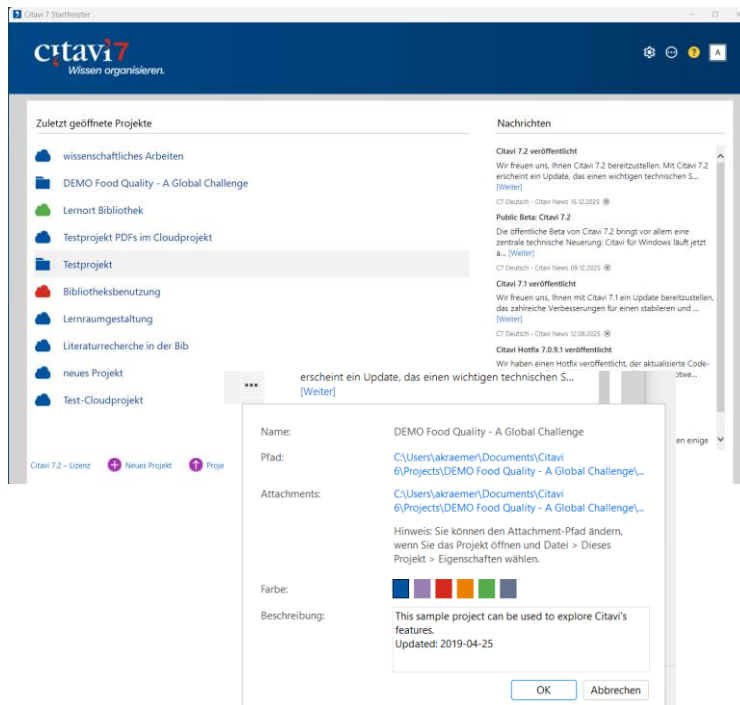 Citavi 7 Startfenster
cıtavi7
Wissen organisieren.
A
Zuletzt geöffnete Projekte
wissenschaftliches Arbeiten
DEMO Food Quality - A Global Challenge
Lernort Bibliothek
Testprojekt PDFs im Cloudprojekt
Testprojekt
Bibliotheksbenutzung
Lernraumgestaltung
Literaturrecherche in der Bib
neues Projekt
Test-Cloudprojekt
Citavi 7.2 – Lizenz
Neues Projekt
Proje
Nachrichten
Citavi 7.2 veröffentlicht
Wir freuen uns, Ihnen Citavi 7.2 bereitzustellen. Mit Citavi 7.2
erscheint ein Update, das einen wichtigen technischen S...
[Weiter]
C7 Deutsch - Citavi News 15.12.2025
Public Beta: Citavi 7.2
Die öffentliche Beta von Citavi 7.2 bringt vor allem eine
zentrale technische Neuerung: Citavi für Windows läuft jetzt
a... [Weiter]
C7 Deutsch - Citavi News 09.12.2025
Citavi 7.1 veröffentlicht
Wir freuen uns, Ihnen mit Citavi 7.1 ein Update bereitzustellen,
das zahlreiche Verbesserungen für einen stabileren und ...
[Weiter]
C7 Deutsch - Citavi News 12.08.2025
Citavi Hotfix 7.0.9.1 veröffentlicht
Wir haben einen Hotfix veröffentlicht, der aktualisierte Code-
en einige
erscheint ein Update, das einen wichtigen technischen S...
[Weiter]
Name: DEMO Food Quality - A Global Challenge
Pfad: C:\Users\akraemer\Documents\Citavi
6\Projects\DEMO Food Quality - A Global Challenge\...
Attachments: C:\Users\akraemer\Documents\Citavi
6\Projects\DEMO Food Quality - A Global Challenge\...
Hinweis: Sie können den Attachment-Pfad ändern,
wenn Sie das Projekt öffnen und Datei > Dieses
Projekt > Eigenschaften wählen.
Farbe:
Beschreibung: This sample project can be used to explore Citavi's
features.
Updated: 2019-04-25
OK Abbrechen